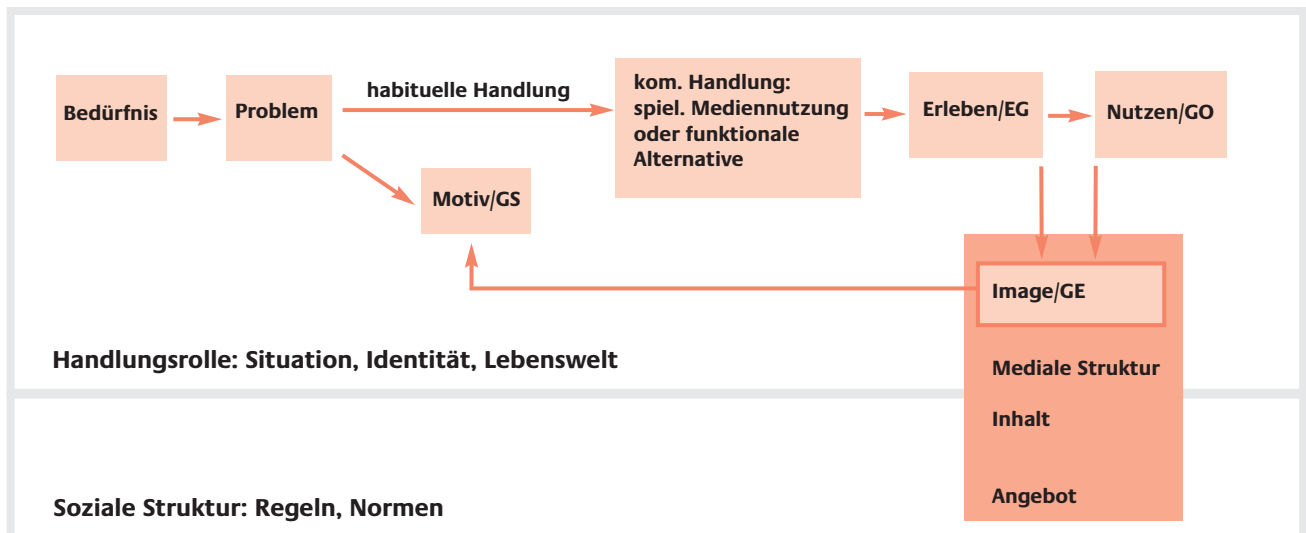 Bedürfnis
Problem
habituelle Handlung
kom. Handlung:
spiel. Mediennutzung
oder funktionale
Alternative
Erleben/EG
Nutzen/GO
Motiv/GS
Image/GE
Handlungsrolle: Situation, Identität, Lebenswelt
Mediale Struktur
Inhalt
Angebot
Soziale Struktur: Regeln, Normen